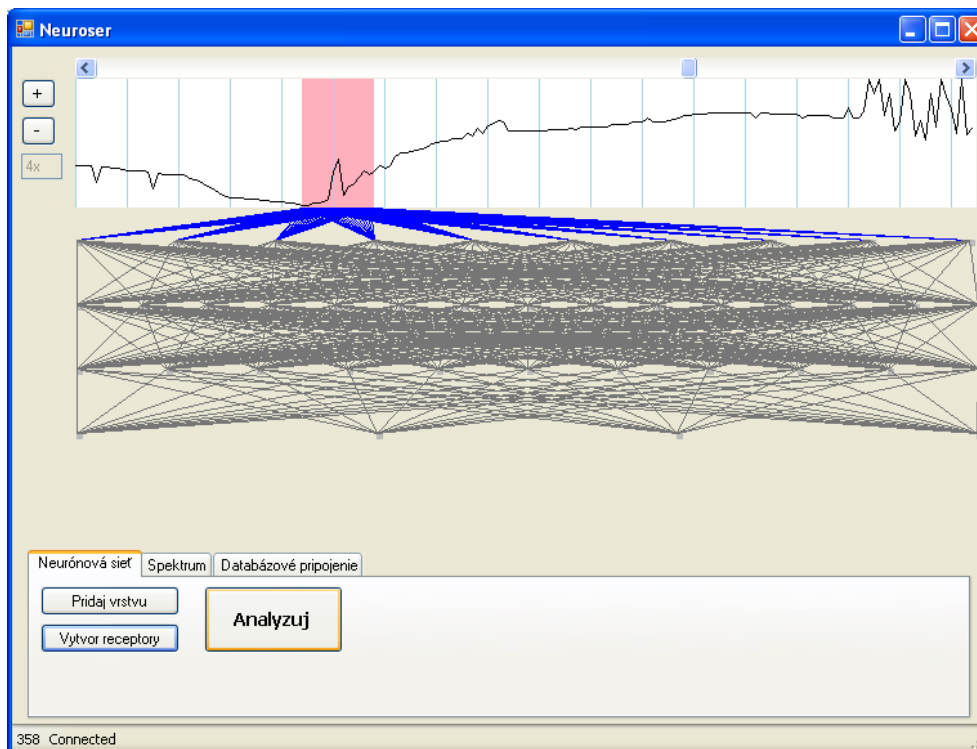 Neuroser
+
-
4x
Neurónová sieť
Spektrum
Databázové pripojenie
Pridaj vrstvu
Vytvor receptory
Analyzuj
358 Connected